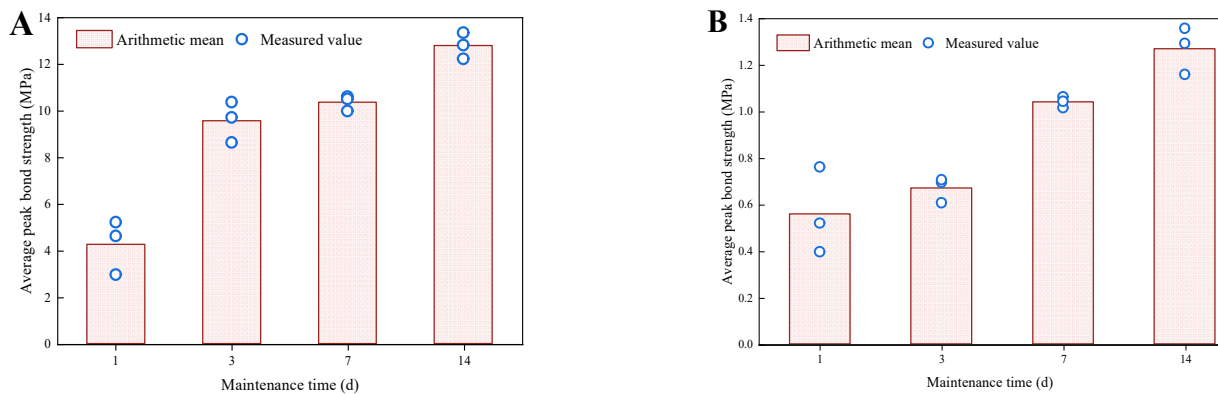 A
Average peak bond strength (MPa)
14
12
10
8
6
4
2
0
Arithmetic mean
Measured value
1
3
7
14
Maintenance time (d)
B
Average peak bond strength (MPa)
1.4
1.2
1.0
0.8
0.6
0.4
0.2
0.0
Arithmetic mean
Measured value
1
3
7
14
Maintenance time (d)